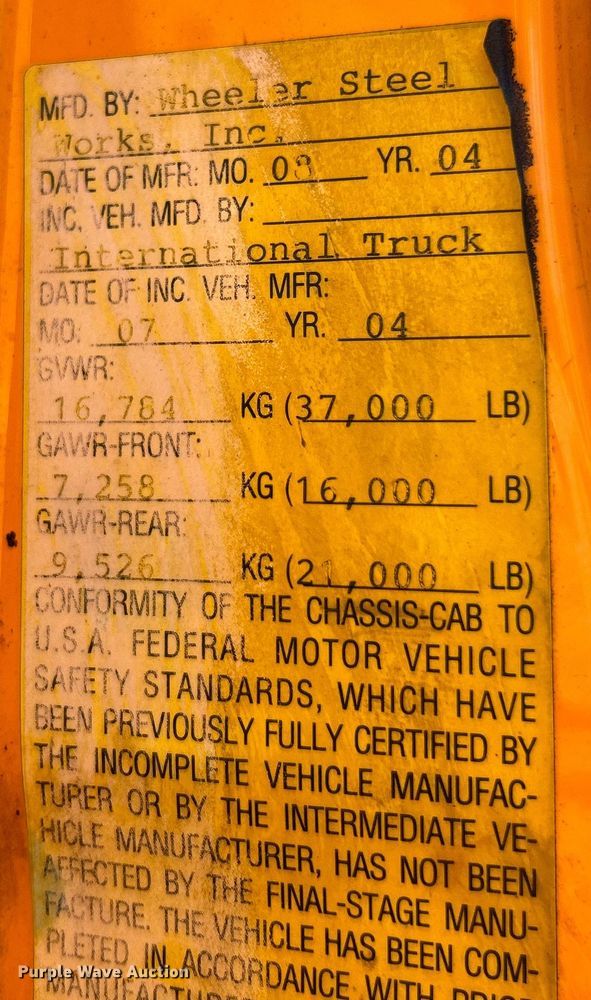 MFD. BY: Wheeler Steel
Works, Inc.
DATE OF MFR: MO. YR. 04
INC. VEH. MFD. BY:
International Truck
DATE OF INC. VEH. MFR:
MO. 07 YR. 04
GVWR:
16,784 KG (37,000 LB)
GAWR-FRONT:
7,258 KG (16,000 LB)
GAWR-REAR:
9,526 KG (21,000 LB)
CONFORMITY OF THE CHASSIS-CAB TO
U.S.A. FEDERAL MOTOR VEHICLE
SAFETY STANDARDS, WHICH HAVE
BEEN PREVIOUSLY FULLY CERTIFIED BY
THE INCOMPLETE VEHICLE MANUFAC-
TURER OR BY THE INTERMEDIATE VE-
HICLE MANUFACTURER, HAS NOT BEEN
AFFECTED BY THE FINAL-STAGE MANU-
FACTURE. THE VEHICLE HAS BEEN COM-
PLETED IN ACCORDANCE WITH
Purple Wave Auction